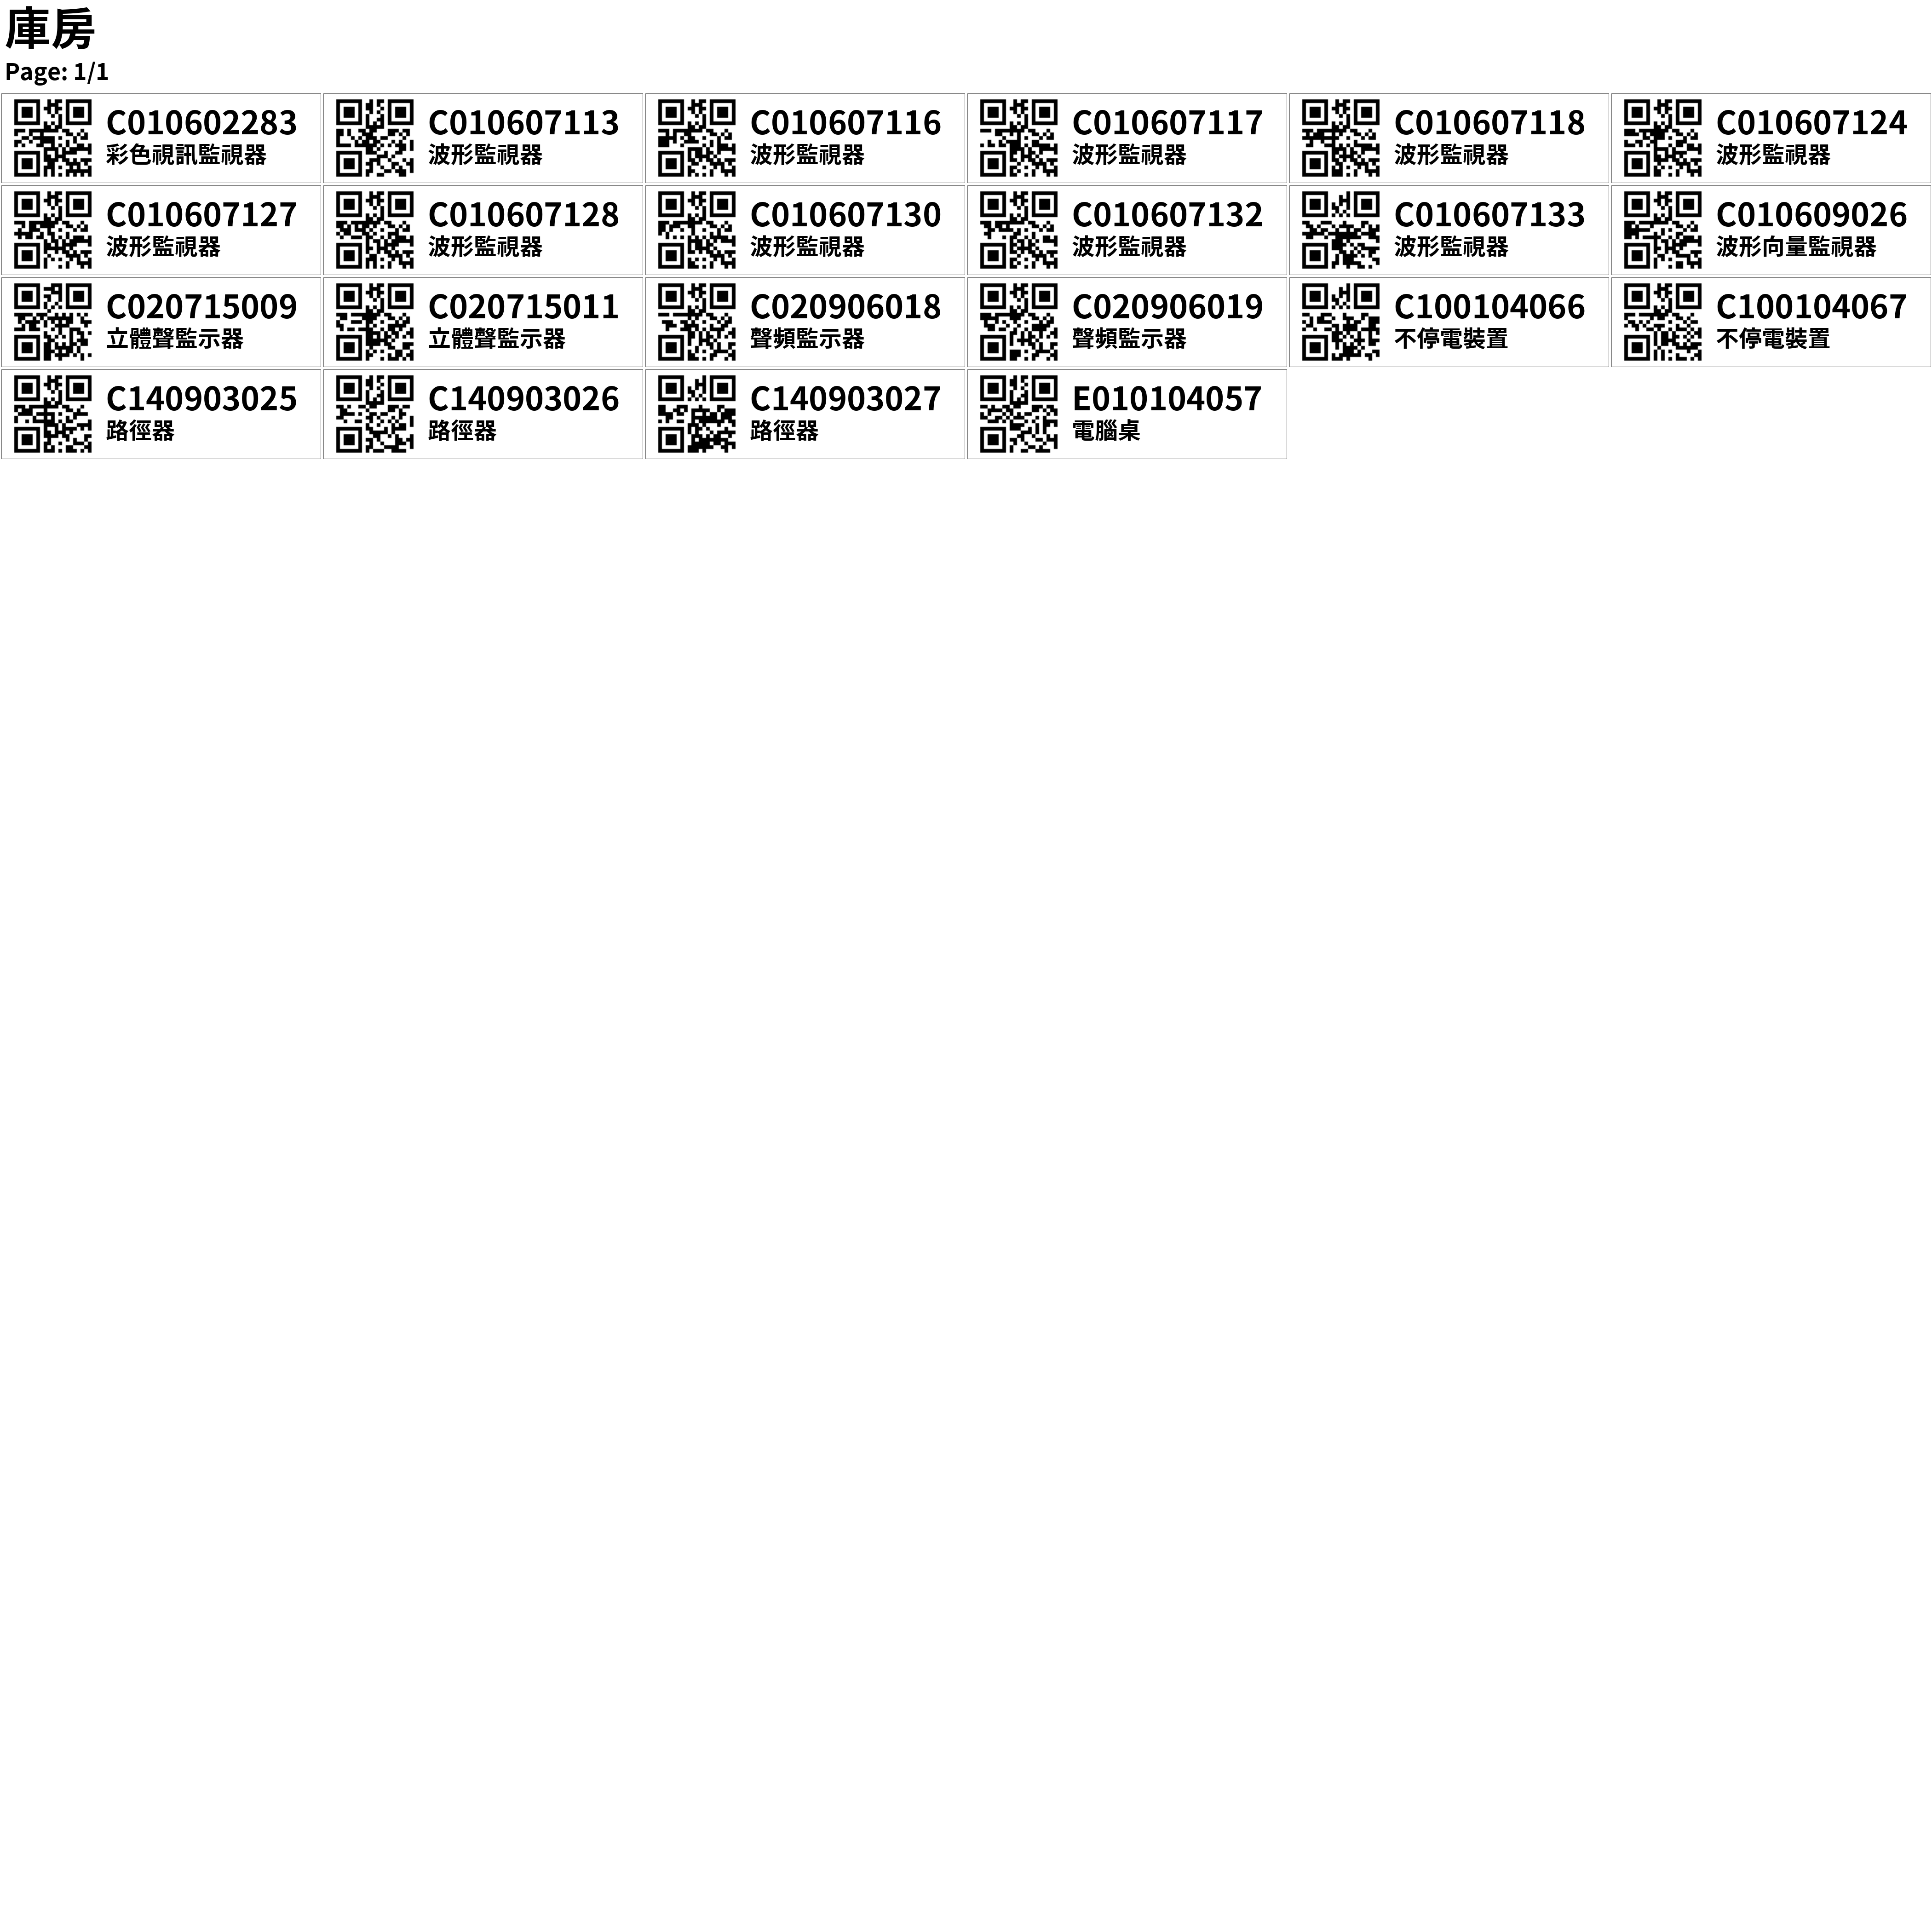 庫房
Page: 1/1
C010602283
彩色視訊監視器
C010607113
波形監視器
C010607116
波形監視器
C010607117
波形監視器
C010607118
波形監視器
C010607124
波形監視器
C010607127
波形監視器
C010607128
波形監視器
C010607130
波形監視器
C010607132
波形監視器
C010607133
波形監視器
C010609026
波形向量監視器
C020715009
立體聲監示器
C020715011
立體聲監示器
C020906018
聲頻監示器
C020906019
聲頻監示器
C100104066
不停電裝置
C100104067
不停電裝置
C140903025
路徑器
C140903026
路徑器
C140903027
路徑器
E010104057
電腦桌